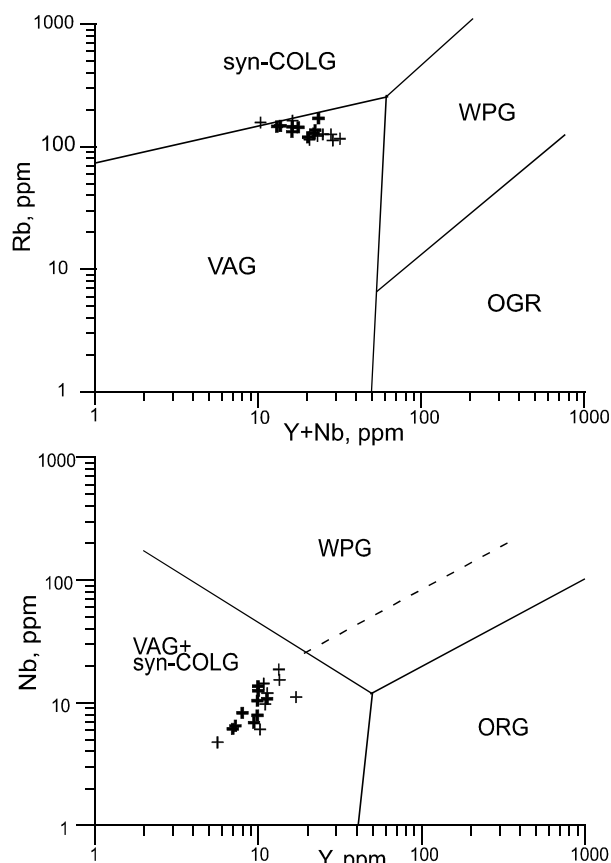 1000
syn-COLG
WPG
100
Rb, ppm
VAG
10
OGR
1
1 10 100 1000
Y+Nb, ppm
1000
WPG
100
Nb, ppm
VAG+
syn-COLG
10
ORG
1
1 10 100 1000
Y, ppm